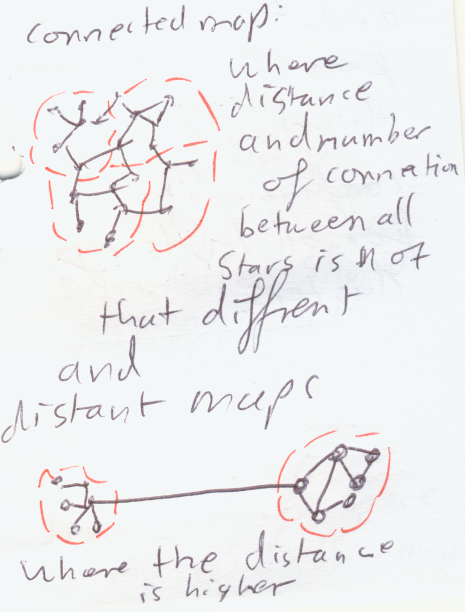 connected map:
where
distance
and number
of connection
between all
stars is not
that diffrent
and
distant maps
where the distance
is higher